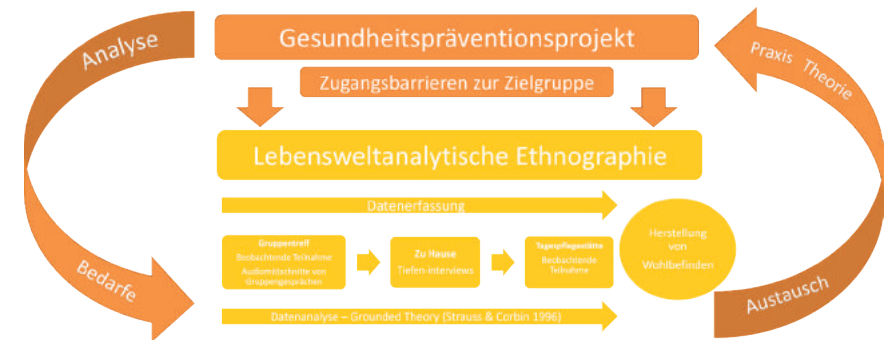 Analyse
Gesundheitspräventionsprojekt
Praxis Theorie
Zugangsbarrieren zur Zielgruppe
Lebensweltanalytische Ethnographie
Datenerfassung
Gruppentreff
Beobachtende Teilnahme
Audiomitschnitte von
Gruppengesprächen
Zu Hause
Tiefen-interviews
Tagespflegestätte
Beobachtende
Teilnahme
Herstellung
von
Wohlbefinden
Bedarfe
Austausch
Datenanalyse – Grounded Theory (Strauss & Corbin 1996)